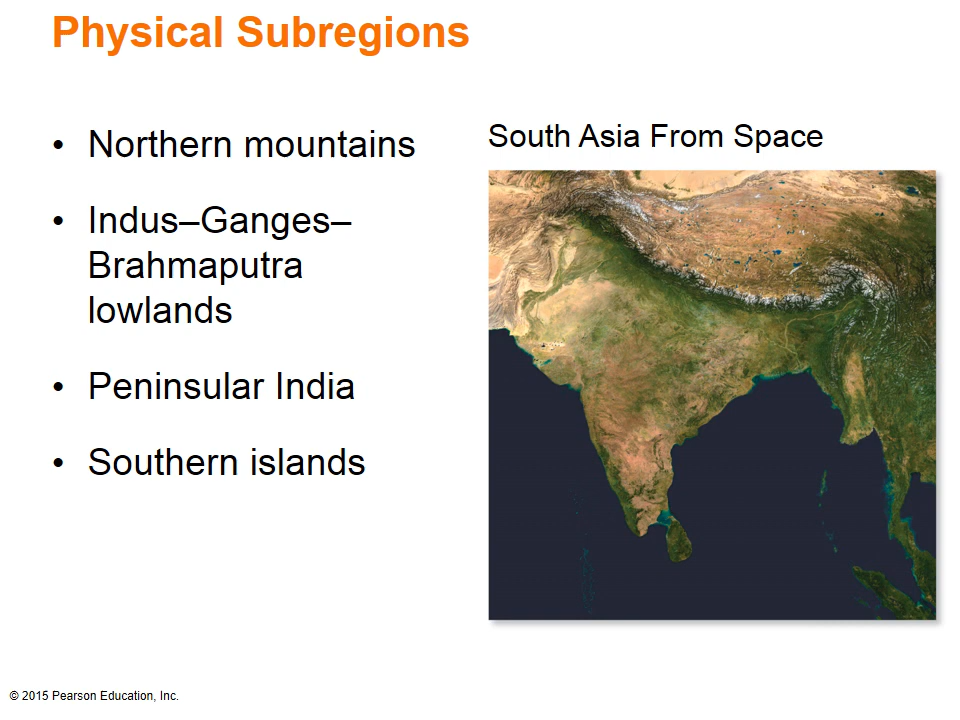 Physical Subregions
• Northern mountains
• Indus–Ganges–
Brahmaputra
lowlands
• Peninsular India
• Southern islands
South Asia From Space
© 2015 Pearson Education, Inc.